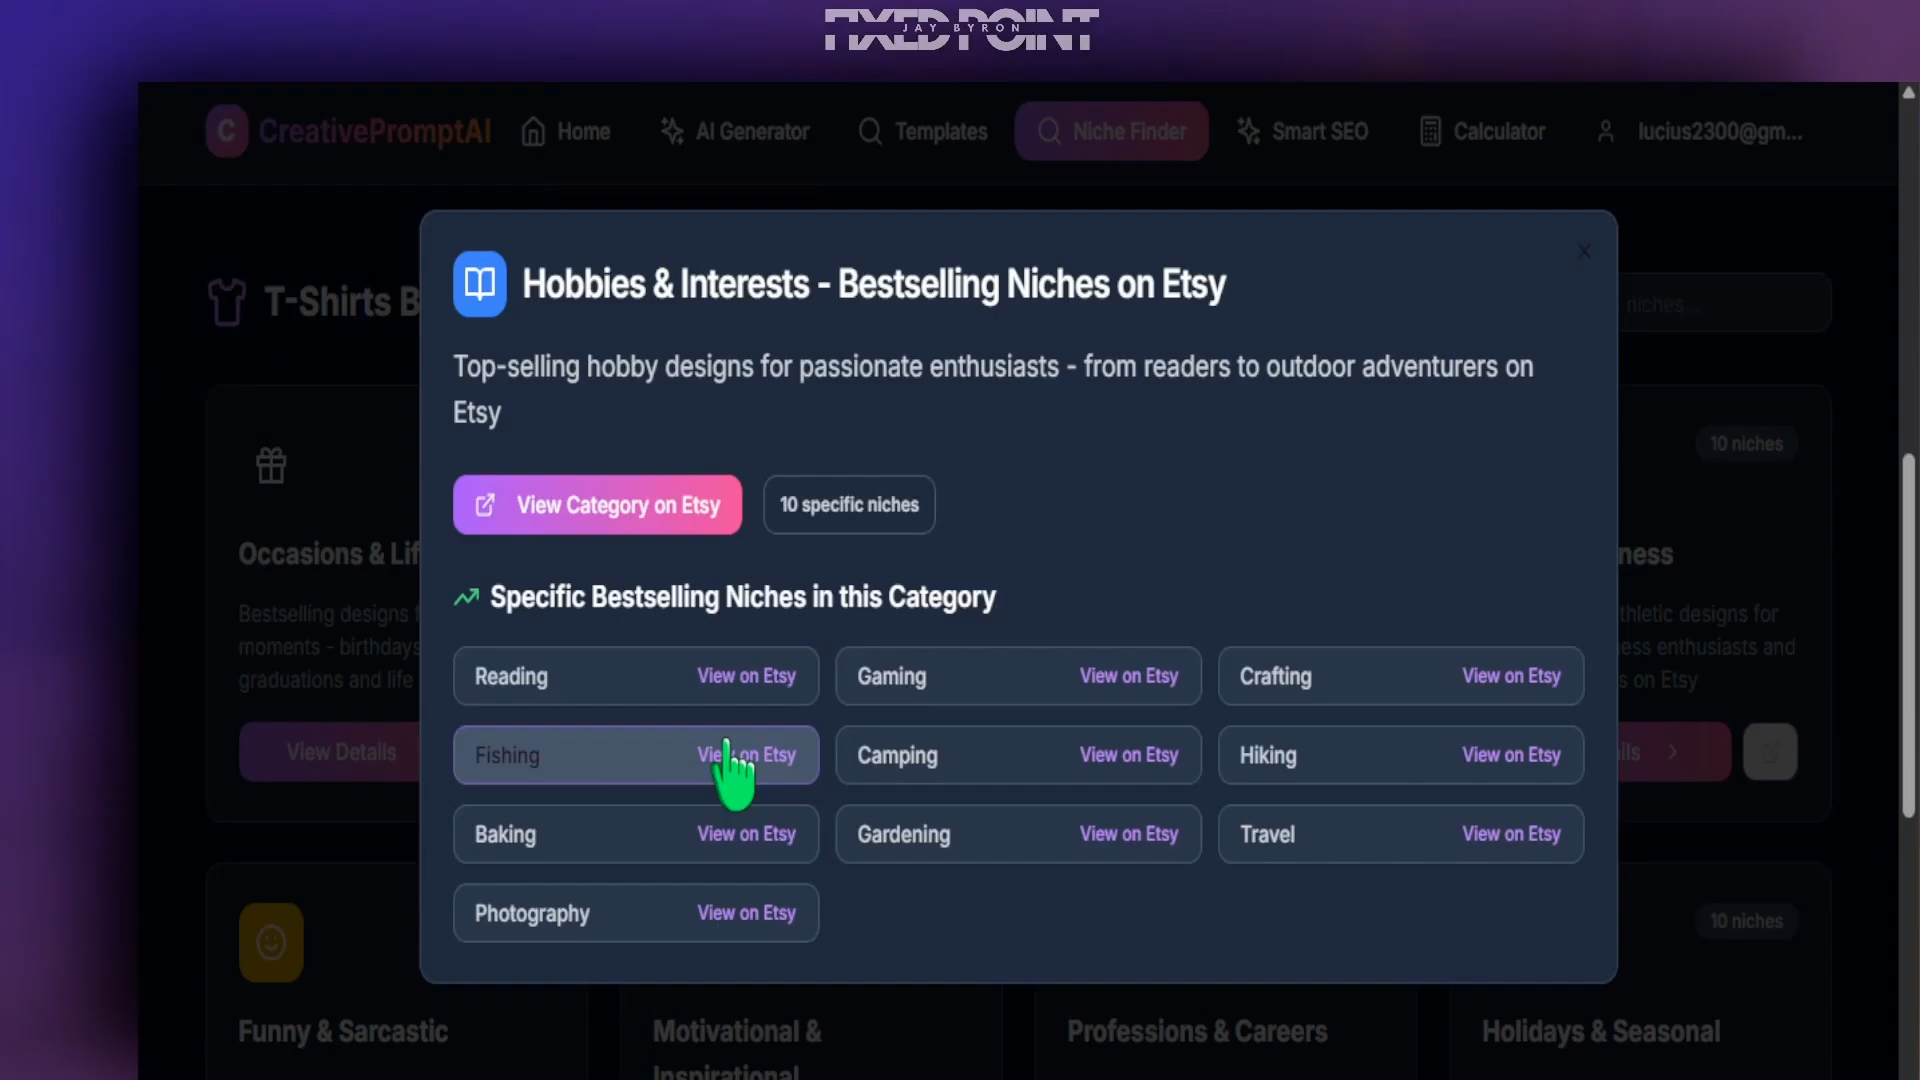 FIXED POINT
JAY BYRON
C CreativePromptAI Home AI Generator Templates Niche Finder Smart SEO Calculator lucius2300@gm...
T-Shirts B
niches...
Hobbies & Interests - Bestselling Niches on Etsy
Top-selling hobby designs for passionate enthusiasts - from readers to outdoor adventurers on
Etsy
View Category on Etsy 10 specific niches
Specific Bestselling Niches in this Category
Reading View on Etsy Gaming View on Etsy Crafting View on Etsy
Fishing View on Etsy Camping View on Etsy Hiking View on Etsy
Baking View on Etsy Gardening View on Etsy Travel View on Etsy
Photography View on Etsy
10 niches
Occasions & Lif
ness
Bestselling designs f
moments - birthdays
graduations and life
thletic designs for
ess enthusiasts and
s on Etsy
View Details
ils
10 niches
Funny & Sarcastic
Motivational &
Inspirational
Professions & Careers
Holidays & Seasonal